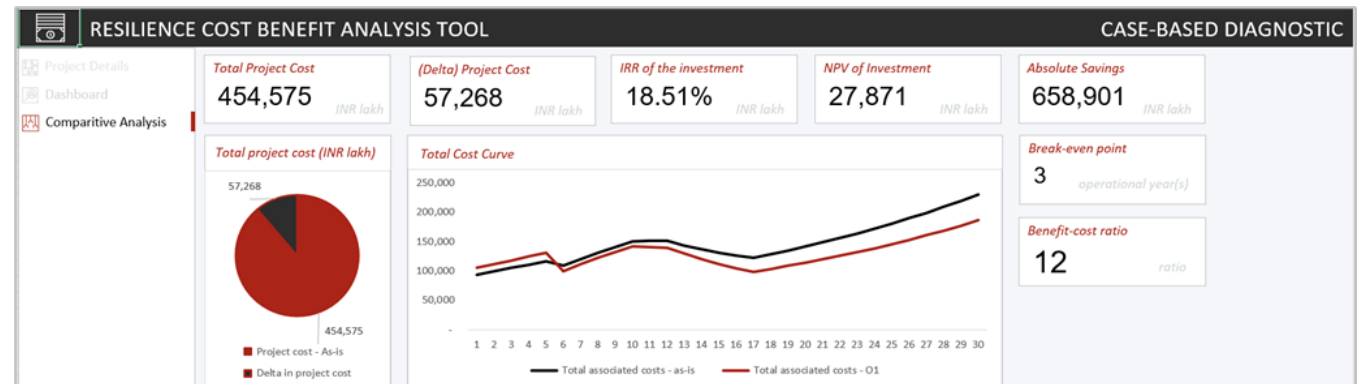 RESILIENCE COST BENEFIT ANALYSIS TOOL
CASE-BASED DIAGNOSTIC
Project Details
Dashboard
Comparitive Analysis
Total Project Cost
454,575
INR lakh
(Delta) Project Cost
57,268
INR lakh
IRR of the investment
18.51%
INR lakh
NPV of Investment
27,871
INR lakh
Absolute Savings
658,901
INR lakh
Total project cost (INR lakh)
57,268
454,575
Project cost - As-is
Delta in project cost
Total Cost Curve
250,000
200,000
150,000
100,000
50,000
-
1 2 3 4 5 6 7 8 9 10 11 12 13 14 15 16 17 18 19 20 21 22 23 24 25 26 27 28 29 30
Total associated costs - as-is
Total associated costs - O1
Break-even point
3
operational year(s)
Benefit-cost ratio
12
ratio